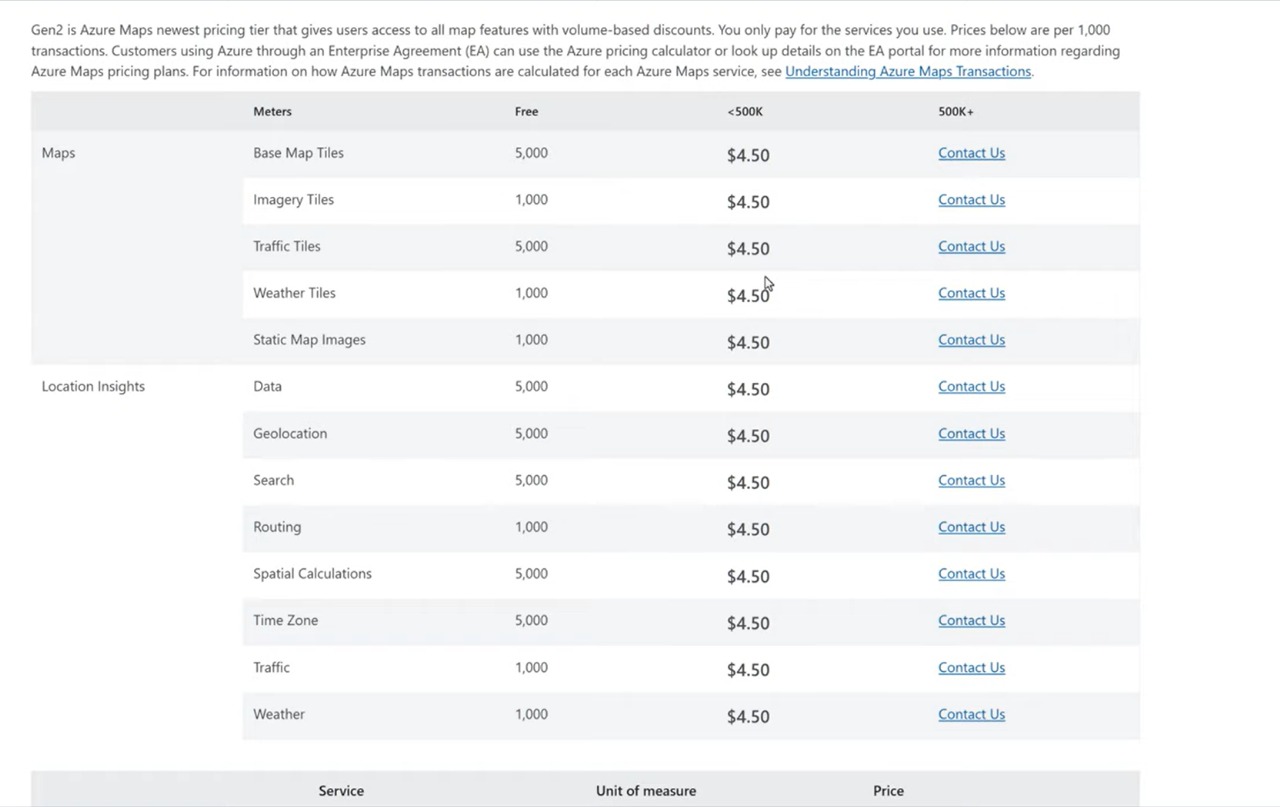 Gen2 is Azure Maps newest pricing tier that gives users access to all map features with volume-based discounts. You only pay for the services you use. Prices below are per 1,000
transactions. Customers using Azure through an Enterprise Agreement (EA) can use the Azure pricing calculator or look up details on the EA portal for more information regarding
Azure Maps pricing plans. For information on how Azure Maps transactions are calculated for each Azure Maps service, see Understanding Azure Maps Transactions.
Meters Free <500K 500K+
Maps Base Map Tiles 5,000 $4.50 Contact Us
Imagery Tiles 1,000 $4.50 Contact Us
Traffic Tiles 5,000 $4.50 Contact Us
Weather Tiles 1,000 $4.50 Contact Us
Static Map Images 1,000 $4.50 Contact Us
Location Insights Data 5,000 $4.50 Contact Us
Geolocation 5,000 $4.50 Contact Us
Search 5,000 $4.50 Contact Us
Routing 1,000 $4.50 Contact Us
Spatial Calculations 5,000 $4.50 Contact Us
Time Zone 5,000 $4.50 Contact Us
Traffic 1,000 $4.50 Contact Us
Weather 1,000 $4.50 Contact Us
Service Unit of measure Price